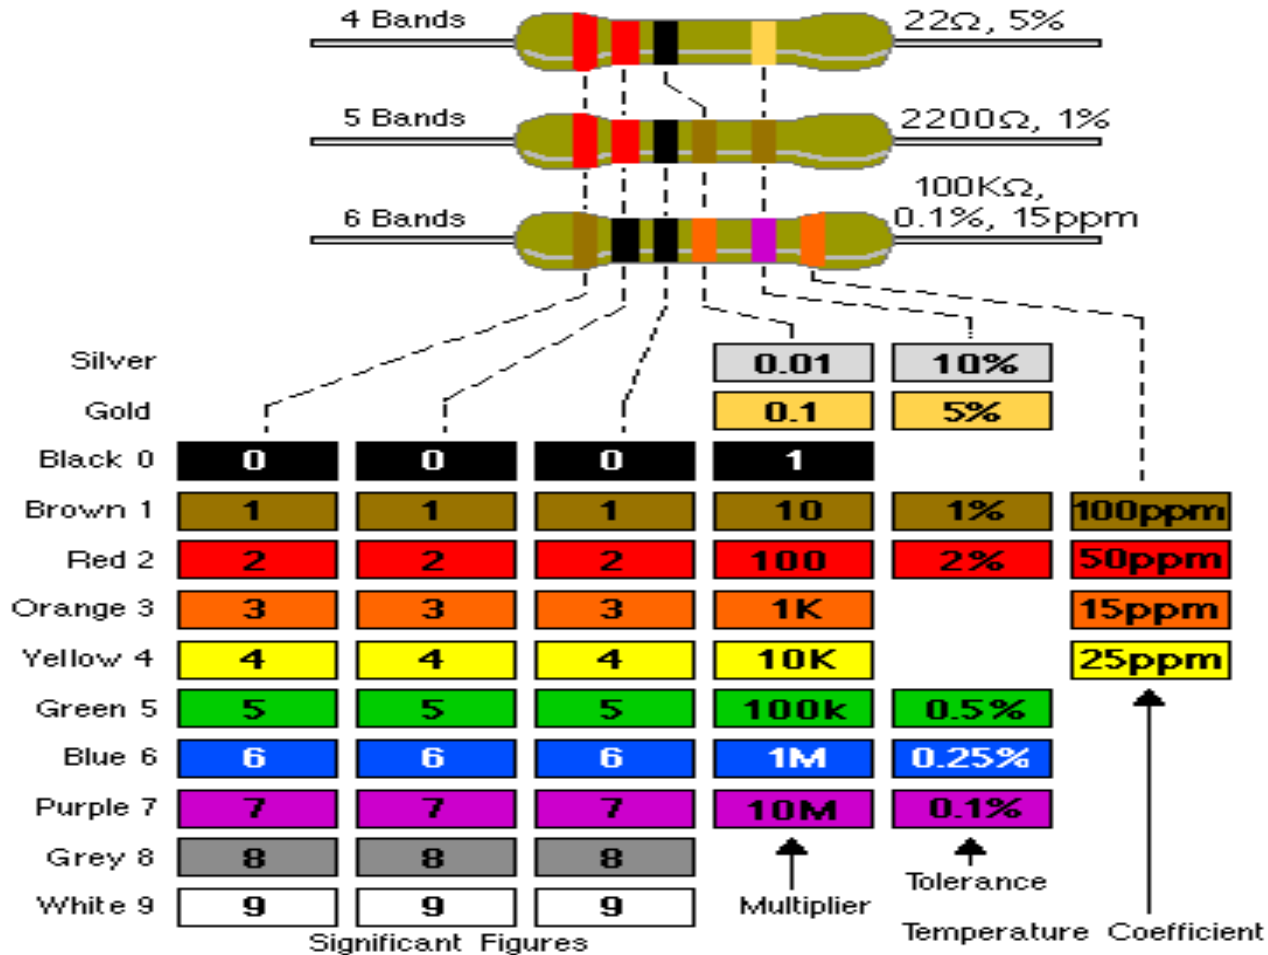 4 Bands 22Ω, 5%
5 Bands 2200Ω, 1%
100KΩ,
6 Bands 0.1%, 15ppm
Silver 0.01 10%
Gold 0.1 5%
Black 0 0 0 0 1
Brown 1 1 1 1 10 1% 100ppm
Red 2 2 2 2 100 2% 50ppm
Orange 3 3 3 3 1K 15ppm
Yellow 4 4 4 4 10K 25ppm
Green 5 5 5 5 100k 0.5%
Blue 6 6 6 6 1M 0.25%
Purple 7 7 7 7 10M 0.1%
Grey 8 8 8 8
White 9 9 9 9
Tolerance
Multiplier
Temperature Coefficient
Significant Figures